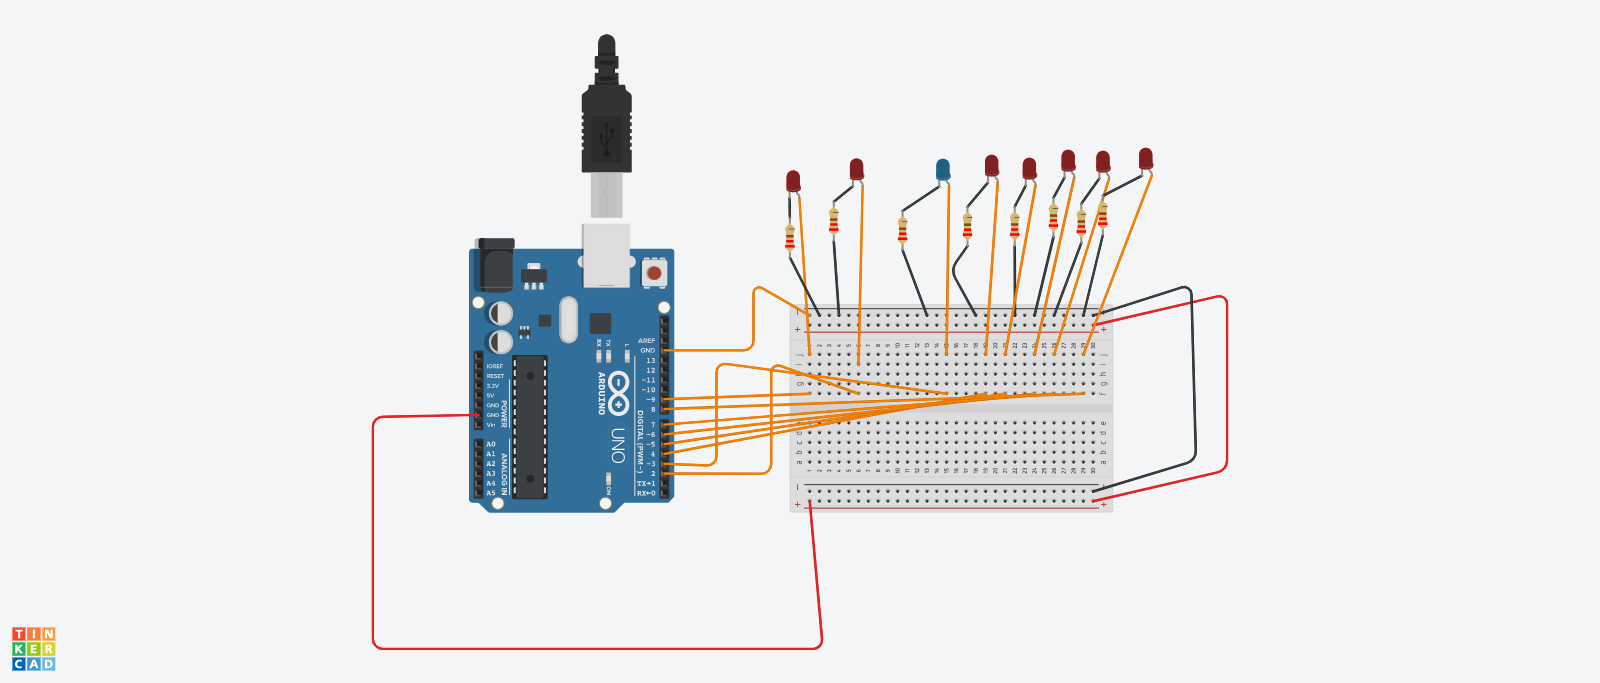 AREF
GND
13
12
~11
~10
~9
8
7
~6
~5
4
~3
2
TX→1
RX←0
DIGITAL (PWM~)
IOREF
RESET
3.3V
5V
GND
GND
Vin
POWER
A0
A1
A2
A3
A4
A5
ANALOG IN
RX
TX
L
ARDUINO
UNO
ON
TIN
KER
CAD